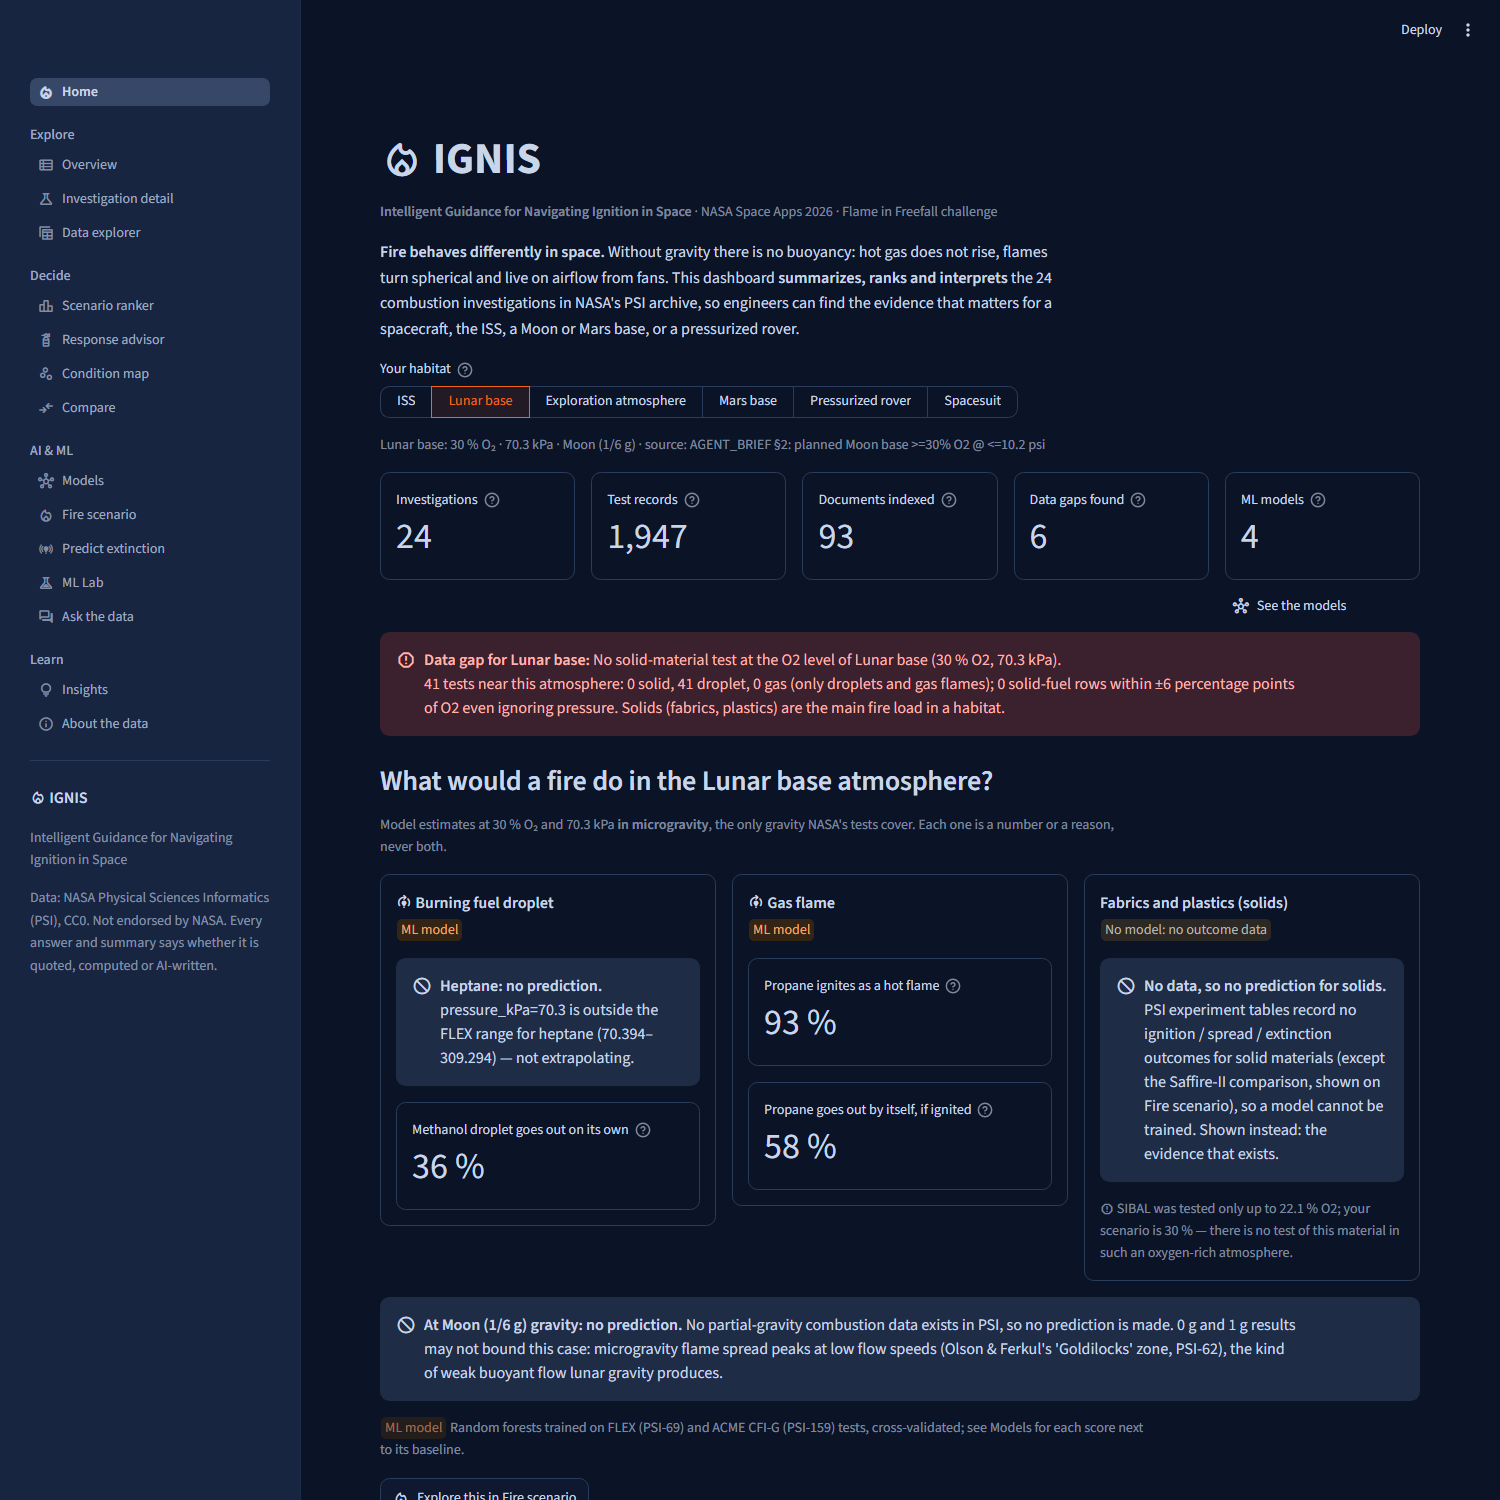 Deploy
Home
Explore
Overview
Investigation detail
Data explorer
Decide
Scenario ranker
Response advisor
Condition map
Compare
AI & ML
Models
Fire scenario
Predict extinction
ML Lab
Ask the data
Learn
Insights
About the data
IGNIS
Intelligent Guidance for Navigating
Ignition in Space
Data: NASA Physical Sciences Informatics
(PSI), CC0. Not endorsed by NASA. Every
answer and summary says whether it is
quoted, computed or AI-written.
IGNIS
Intelligent Guidance for Navigating Ignition in Space · NASA Space Apps 2026 · Flame in Freefall challenge
Fire behaves differently in space. Without gravity there is no buoyancy: hot gas does not rise, flames
turn spherical and live on airflow from fans. This dashboard summarizes, ranks and interprets the 24
combustion investigations in NASA's PSI archive, so engineers can find the evidence that matters for a
spacecraft, the ISS, a Moon or Mars base, or a pressurized rover.
Your habitat
ISS Lunar base Exploration atmosphere Mars base Pressurized rover Spacesuit
Lunar base: 30 % O₂ · 70.3 kPa · Moon (1/6 g) · source: AGENT_BRIEF §2: planned Moon base >=30% O2 @ <=10.2 psi
Investigations
24
Test records
1,947
Documents indexed
93
Data gaps found
6
ML models
4
See the models
Data gap for Lunar base: No solid-material test at the O2 level of Lunar base (30 % O2, 70.3 kPa).
41 tests near this atmosphere: 0 solid, 41 droplet, 0 gas (only droplets and gas flames); 0 solid-fuel rows within ±6 percentage points
of O2 even ignoring pressure. Solids (fabrics, plastics) are the main fire load in a habitat.
What would a fire do in the Lunar base atmosphere?
Model estimates at 30 % O₂ and 70.3 kPa in microgravity, the only gravity NASA's tests cover. Each one is a number or a reason,
never both.
Burning fuel droplet
ML model
Heptane: no prediction.
pressure_kPa=70.3 is outside the
FLEX range for heptane (70.394–
309.294) — not extrapolating.
Methanol droplet goes out on its own
36 %
Gas flame
ML model
Propane ignites as a hot flame
93 %
Propane goes out by itself, if ignited
58 %
Fabrics and plastics (solids)
No model: no outcome data
No data, so no prediction for solids.
PSI experiment tables record no
ignition / spread / extinction
outcomes for solid materials (except
the Saffire-II comparison, shown on
Fire scenario), so a model cannot be
trained. Shown instead: the
evidence that exists.
SIBAL was tested only up to 22.1 % O2; your
scenario is 30 % — there is no test of this material in
such an oxygen-rich atmosphere.
At Moon (1/6 g) gravity: no prediction. No partial-gravity combustion data exists in PSI, so no prediction is made. 0 g and 1 g results
may not bound this case: microgravity flame spread peaks at low flow speeds (Olson & Ferkul's 'Goldilocks' zone, PSI-62), the kind
of weak buoyant flow lunar gravity produces.
ML model Random forests trained on FLEX (PSI-69) and ACME CFI-G (PSI-159) tests, cross-validated; see Models for each score next
to its baseline.
Explore this in Fire scenario